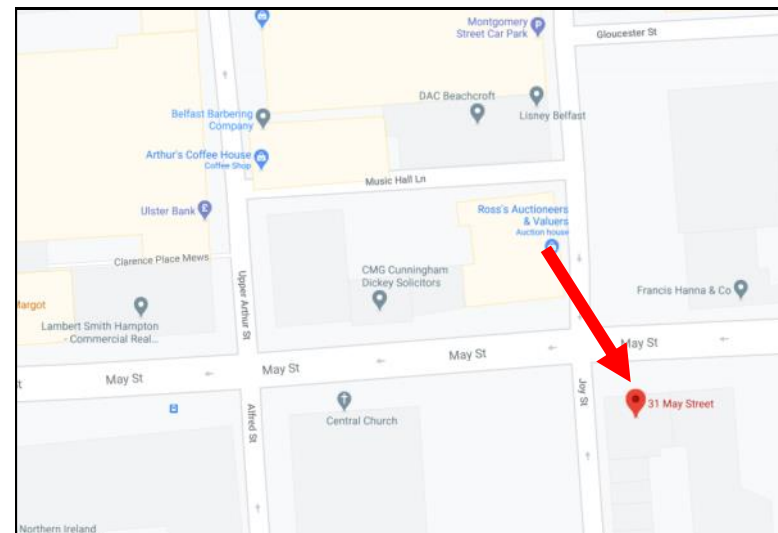 Montgomery
Street Car Park
Gloucester St
DAC Beachcroft
Lisney Belfast
Belfast Barbering
Company
Arthur's Coffee House
Coffee Shop
Music Hall Ln
Ulster Bank
Ross's Auctioneers
& Valuers
Auction house
Clarence Place Mews
Upper Arthur St
CMG Cunningham
Dickey Solicitors
Francis Hanna & Co
argot
Lambert Smith Hampton
- Commercial Real...
May St
May St
May St
May St
t
Joy St
31 May Street
Alfred St
Central Church
Northern Ireland